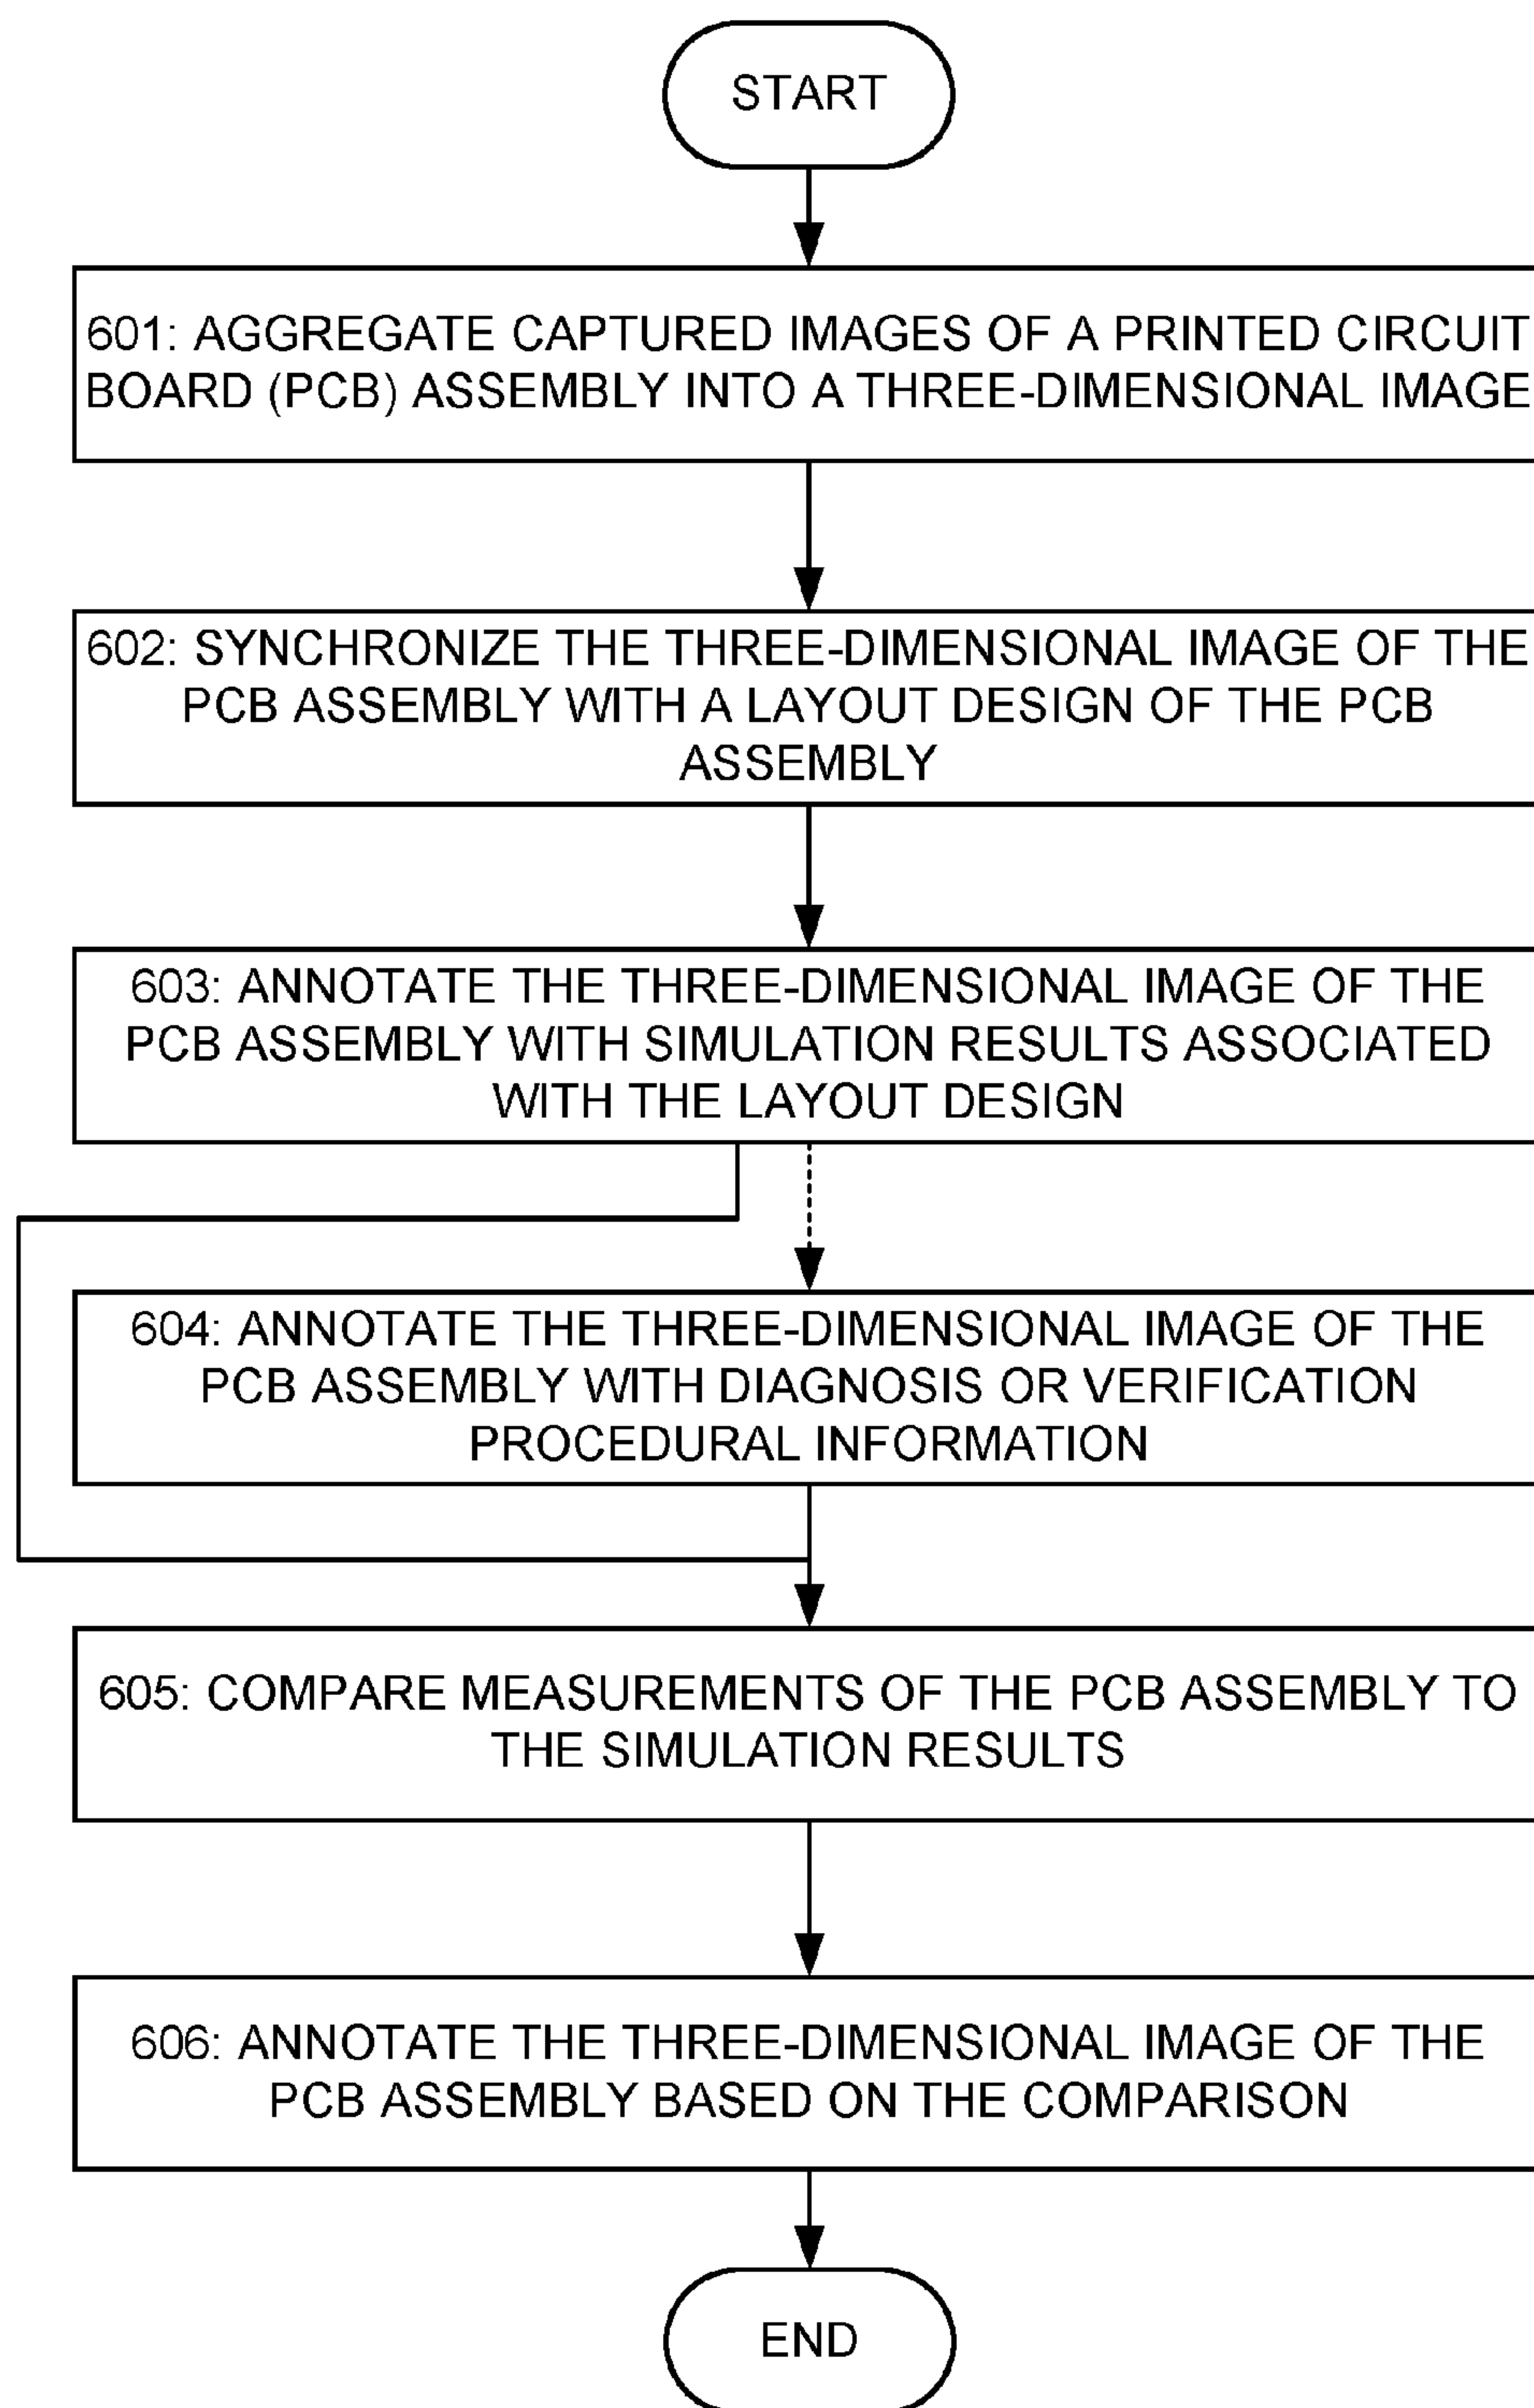 START
601: AGGREGATE CAPTURED IMAGES OF A PRINTED CIRCUIT
BOARD (PCB) ASSEMBLY INTO A THREE-DIMENSIONAL IMAGE
602: SYNCHRONIZE THE THREE-DIMENSIONAL IMAGE OF THE
PCB ASSEMBLY WITH A LAYOUT DESIGN OF THE PCB
ASSEMBLY
603: ANNOTATE THE THREE-DIMENSIONAL IMAGE OF THE
PCB ASSEMBLY WITH SIMULATION RESULTS ASSOCIATED
WITH THE LAYOUT DESIGN
604: ANNOTATE THE THREE-DIMENSIONAL IMAGE OF THE
PCB ASSEMBLY WITH DIAGNOSIS OR VERIFICATION
PROCEDURAL INFORMATION
605: COMPARE MEASUREMENTS OF THE PCB ASSEMBLY TO
THE SIMULATION RESULTS
606: ANNOTATE THE THREE-DIMENSIONAL IMAGE OF THE
PCB ASSEMBLY BASED ON THE COMPARISON
END